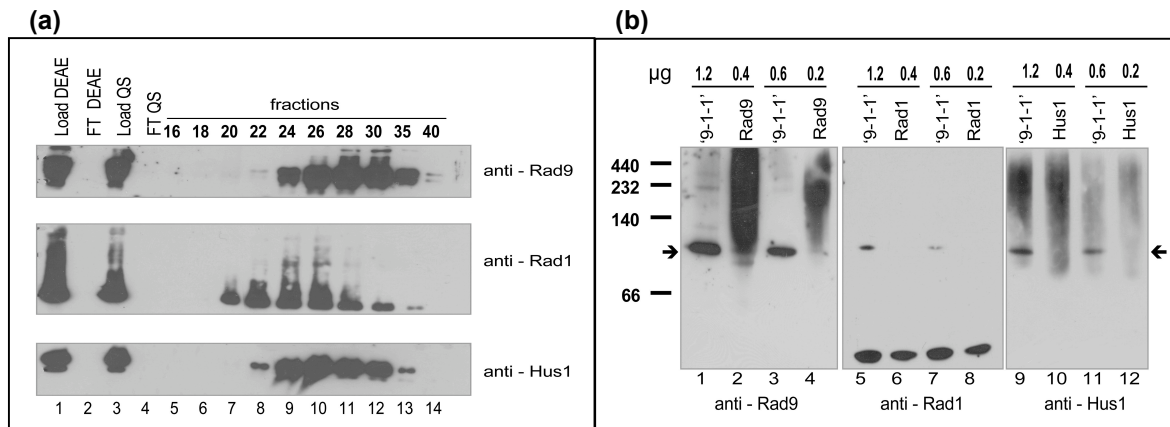 (a)
Load DEAE
FT DEAE
Load QS
FT QS
fractions
16 18 20 22 24 26 28 30 35 40
anti - Rad9
anti - Rad1
anti - Hus1
1 2 3 4 5 6 7 8 9 10 11 12 13 14
(b)
µg 1.2 0.4 0.6 0.2 1.2 0.4 0.6 0.2 1.2 0.4 0.6 0.2
‘9-1-1’ Rad9 ‘9-1-1’ Rad9 ‘9-1-1’ Rad1 ‘9-1-1’ Rad1 ‘9-1-1’ Hus1 ‘9-1-1’ Hus1
440
232
140
66
1 2 3 4 5 6 7 8 9 10 11 12
anti - Rad9 anti - Rad1 anti - Hus1